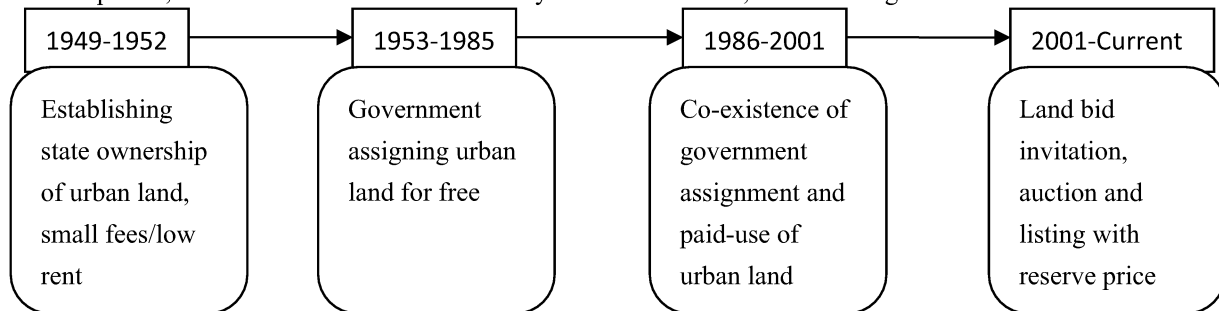 1949-1952
Establishing
state ownership
of urban land,
small fees/low
rent
1953-1985
Government
assigning urban
land for free
1986-2001
Co-existence of
government
assignment and
paid-use of
urban land
2001-Current
Land bid
invitation,
auction and
listing with
reserve price